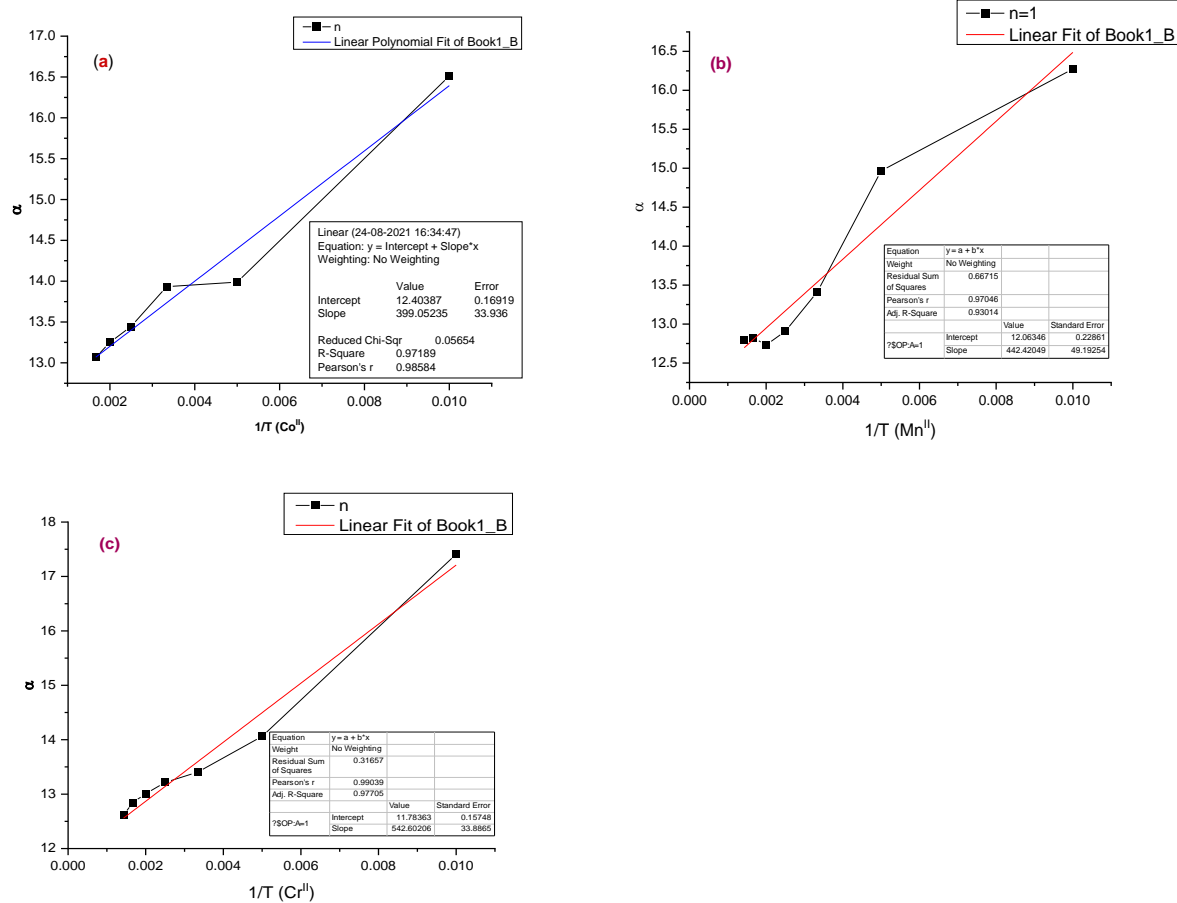 n
Linear Polynomial Fit of Book1_B
(a)
17.0
16.5
16.0
15.5
15.0
14.5
14.0
13.5
13.0
α
Linear (24-08-2021 16:34:47)
Equation: y = Intercept + Slope*x
Weighting: No Weighting
Value Error
Intercept 12.40387 0.16919
Slope 399.05235 33.936
Reduced Chi-Sqr 0.05654
R-Square 0.97189
Pearson's r 0.98584
0.002 0.004 0.006 0.008 0.010
1/T (Co^II)
n=1
Linear Fit of Book1_B
(b)
16.5
16.0
15.5
15.0
14.5
14.0
13.5
13.0
12.5
α
Equation y = a + b*x
Weight No Weighting
Residual Sum of Squares 0.66715
Pearson's r 0.97046
Adj. R-Square 0.93014
Value Standard Error
?$OP:A=1 Intercept 12.06346 0.22861
Slope 442.42049 49.19254
0.000 0.002 0.004 0.006 0.008 0.010
1/T (Mn^II)
n
Linear Fit of Book1_B
(c)
18
17
16
15
14
13
12
α
Equation y = a + b*x
Weight No Weighting
Residual Sum of Squares 0.31657
Pearson's r 0.99039
Adj. R-Square 0.97705
Value Standard Error
?$OP:A=1 Intercept 11.78363 0.15748
Slope 542.60206 33.8865
0.000 0.002 0.004 0.006 0.008 0.010
1/T (Cr^II)